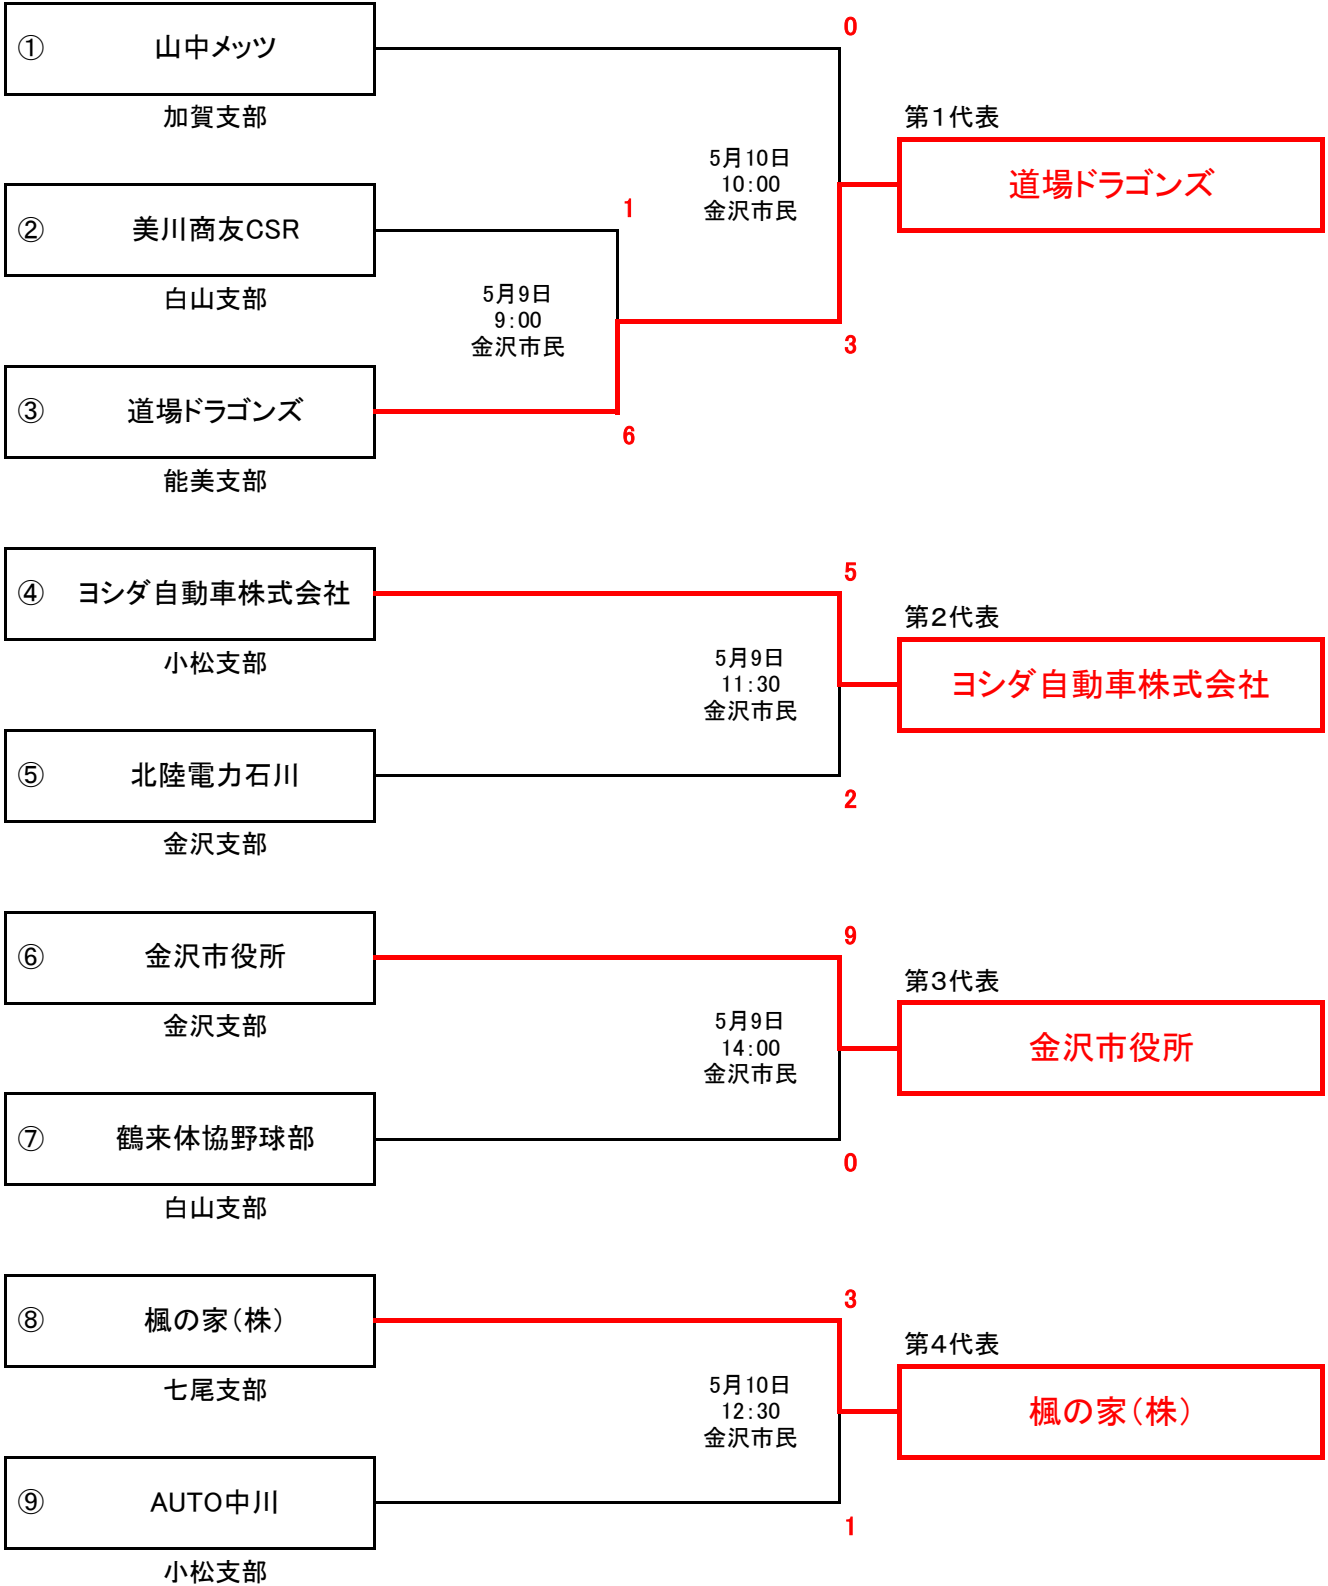 ① 山中メッツ
0
加賀支部
第1代表
道場ドラゴンズ
5月10日
10:00
金沢市民
② 美川商友CSR
1
白山支部
5月9日
9:00
金沢市民
3
③ 道場ドラゴンズ
6
能美支部
④ ヨシダ自動車株式会社
5
小松支部
第2代表
ヨシダ自動車株式会社
5月9日
11:30
金沢市民
⑤ 北陸電力石川
2
金沢支部
⑥ 金沢市役所
9
金沢支部
第3代表
金沢市役所
5月9日
14:00
金沢市民
⑦ 鶴来体協野球部
0
白山支部
⑧ 楓の家(株)
3
七尾支部
第4代表
楓の家(株)
5月10日
12:30
金沢市民
⑨ AUTO中川
1
小松支部